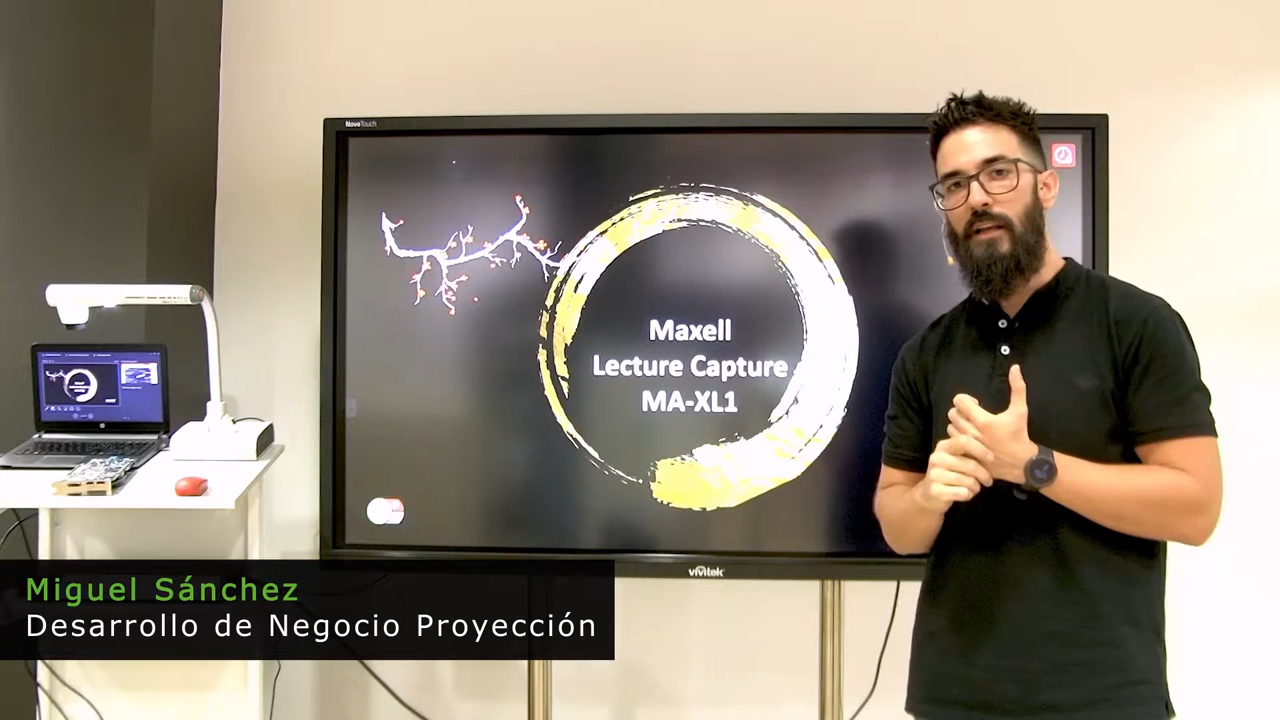 NovoTouch
Maxell
Lecture Capture
MA-XL1
vivitek
Miguel Sánchez
Desarrollo de Negocio Proyección